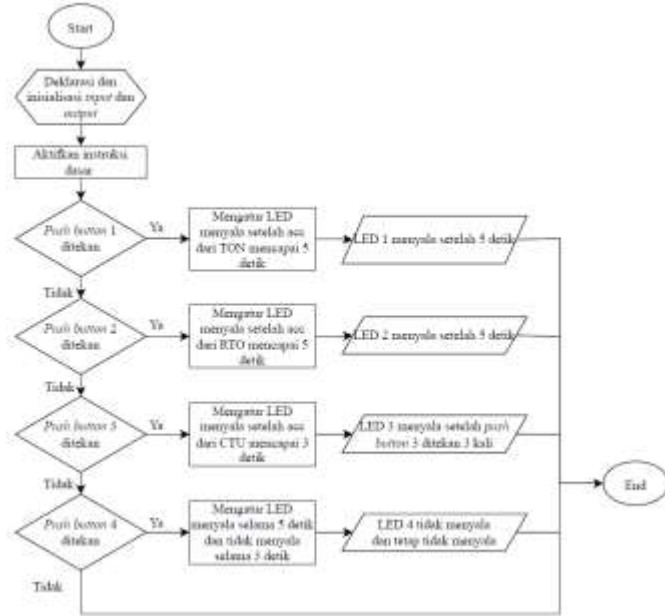 Start
Deklarasi dan
inisialisasi input dan
output
Aktifkan instruksi
dasar
Push button 1
ditekan
Ya
Mengatur LED
menyala setelah acc
dari TON mencapai 5
detik
LED 1 menyala setelah 5 detik
Tidak
Push button 2
ditekan
Ya
Mengatur LED
menyala setelah acc
dari RTO mencapai 5
detik
LED 2 menyala setelah 5 detik
Tidak
Push button 3
ditekan
Ya
Mengatur LED
menyala setelah acc
dari CTU mencapai 3
detik
LED 3 menyala setelah push
button 3 ditekan 3 kali
Tidak
Push button 4
ditekan
Ya
Mengatur LED
menyala selama 5 detik
dan tidak menyala
selama 3 detik
LED 4 tidak menyala
dan tetap tidak menyala
Tidak
End